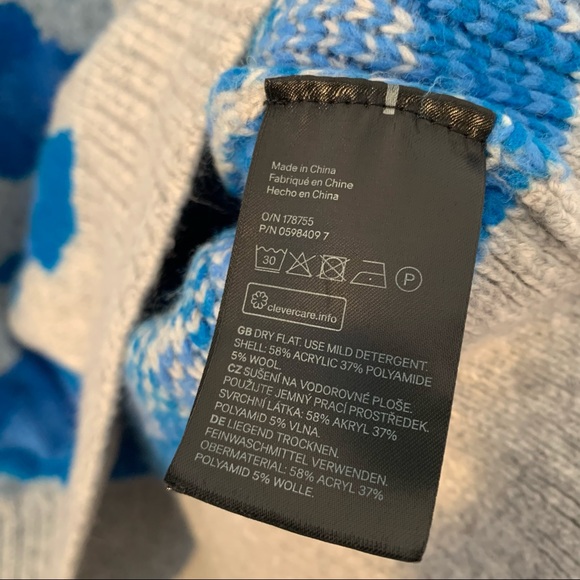 Made in China
Fabriqué en Chine
Hecho en China
O/N 178755
P/N 0598409 7
30 P
clevercare.info
GB DRY FLAT. USE MILD DETERGENT.
SHELL: 58% ACRYLIC 37% POLYAMIDE
5% WOOL.
CZ SUŠENÍ NA VODOROVNÉ PLOŠE.
POUŽIJTE JEMNÝ PRACÍ PROSTŘEDEK.
SVRCHNÍ LÁTKA: 58% AKRYL 37%
POLYAMID 5% VLNA.
DE LIEGEND TROCKNEN.
FEINWASCHMITTEL VERWENDEN.
OBERMATERIAL: 58% ACRYL 37%
POLYAMID 5% WOLLE.